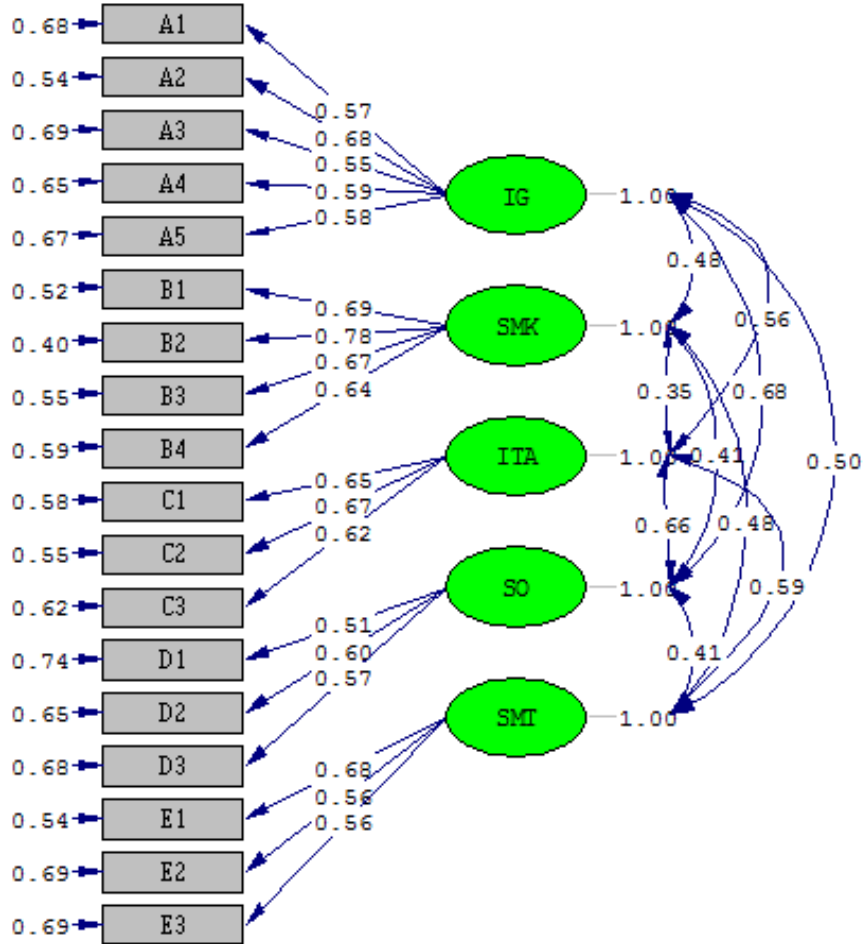 0.68 A1
0.57
0.54 A2
0.68
0.69 A3
0.55
0.65 A4
0.59
IG 1.00
0.67 A5
0.58
0.48
0.52 B1
0.69
0.56
0.40 B2
0.78
SMK 1.00
0.67
0.55 B3
0.64
0.35 0.68
0.59 B4
0.41 0.50
ITA 1.00
0.58 C1
0.65
0.67
0.66 0.48
0.55 C2
0.62
0.59
0.62 C3
SO 1.00
0.51
0.74 D1
0.60
0.41
0.57
0.65 D2
SMT 1.00
0.68 D3
0.68
0.56
0.54 E1
0.56
0.69 E2
0.69 E3